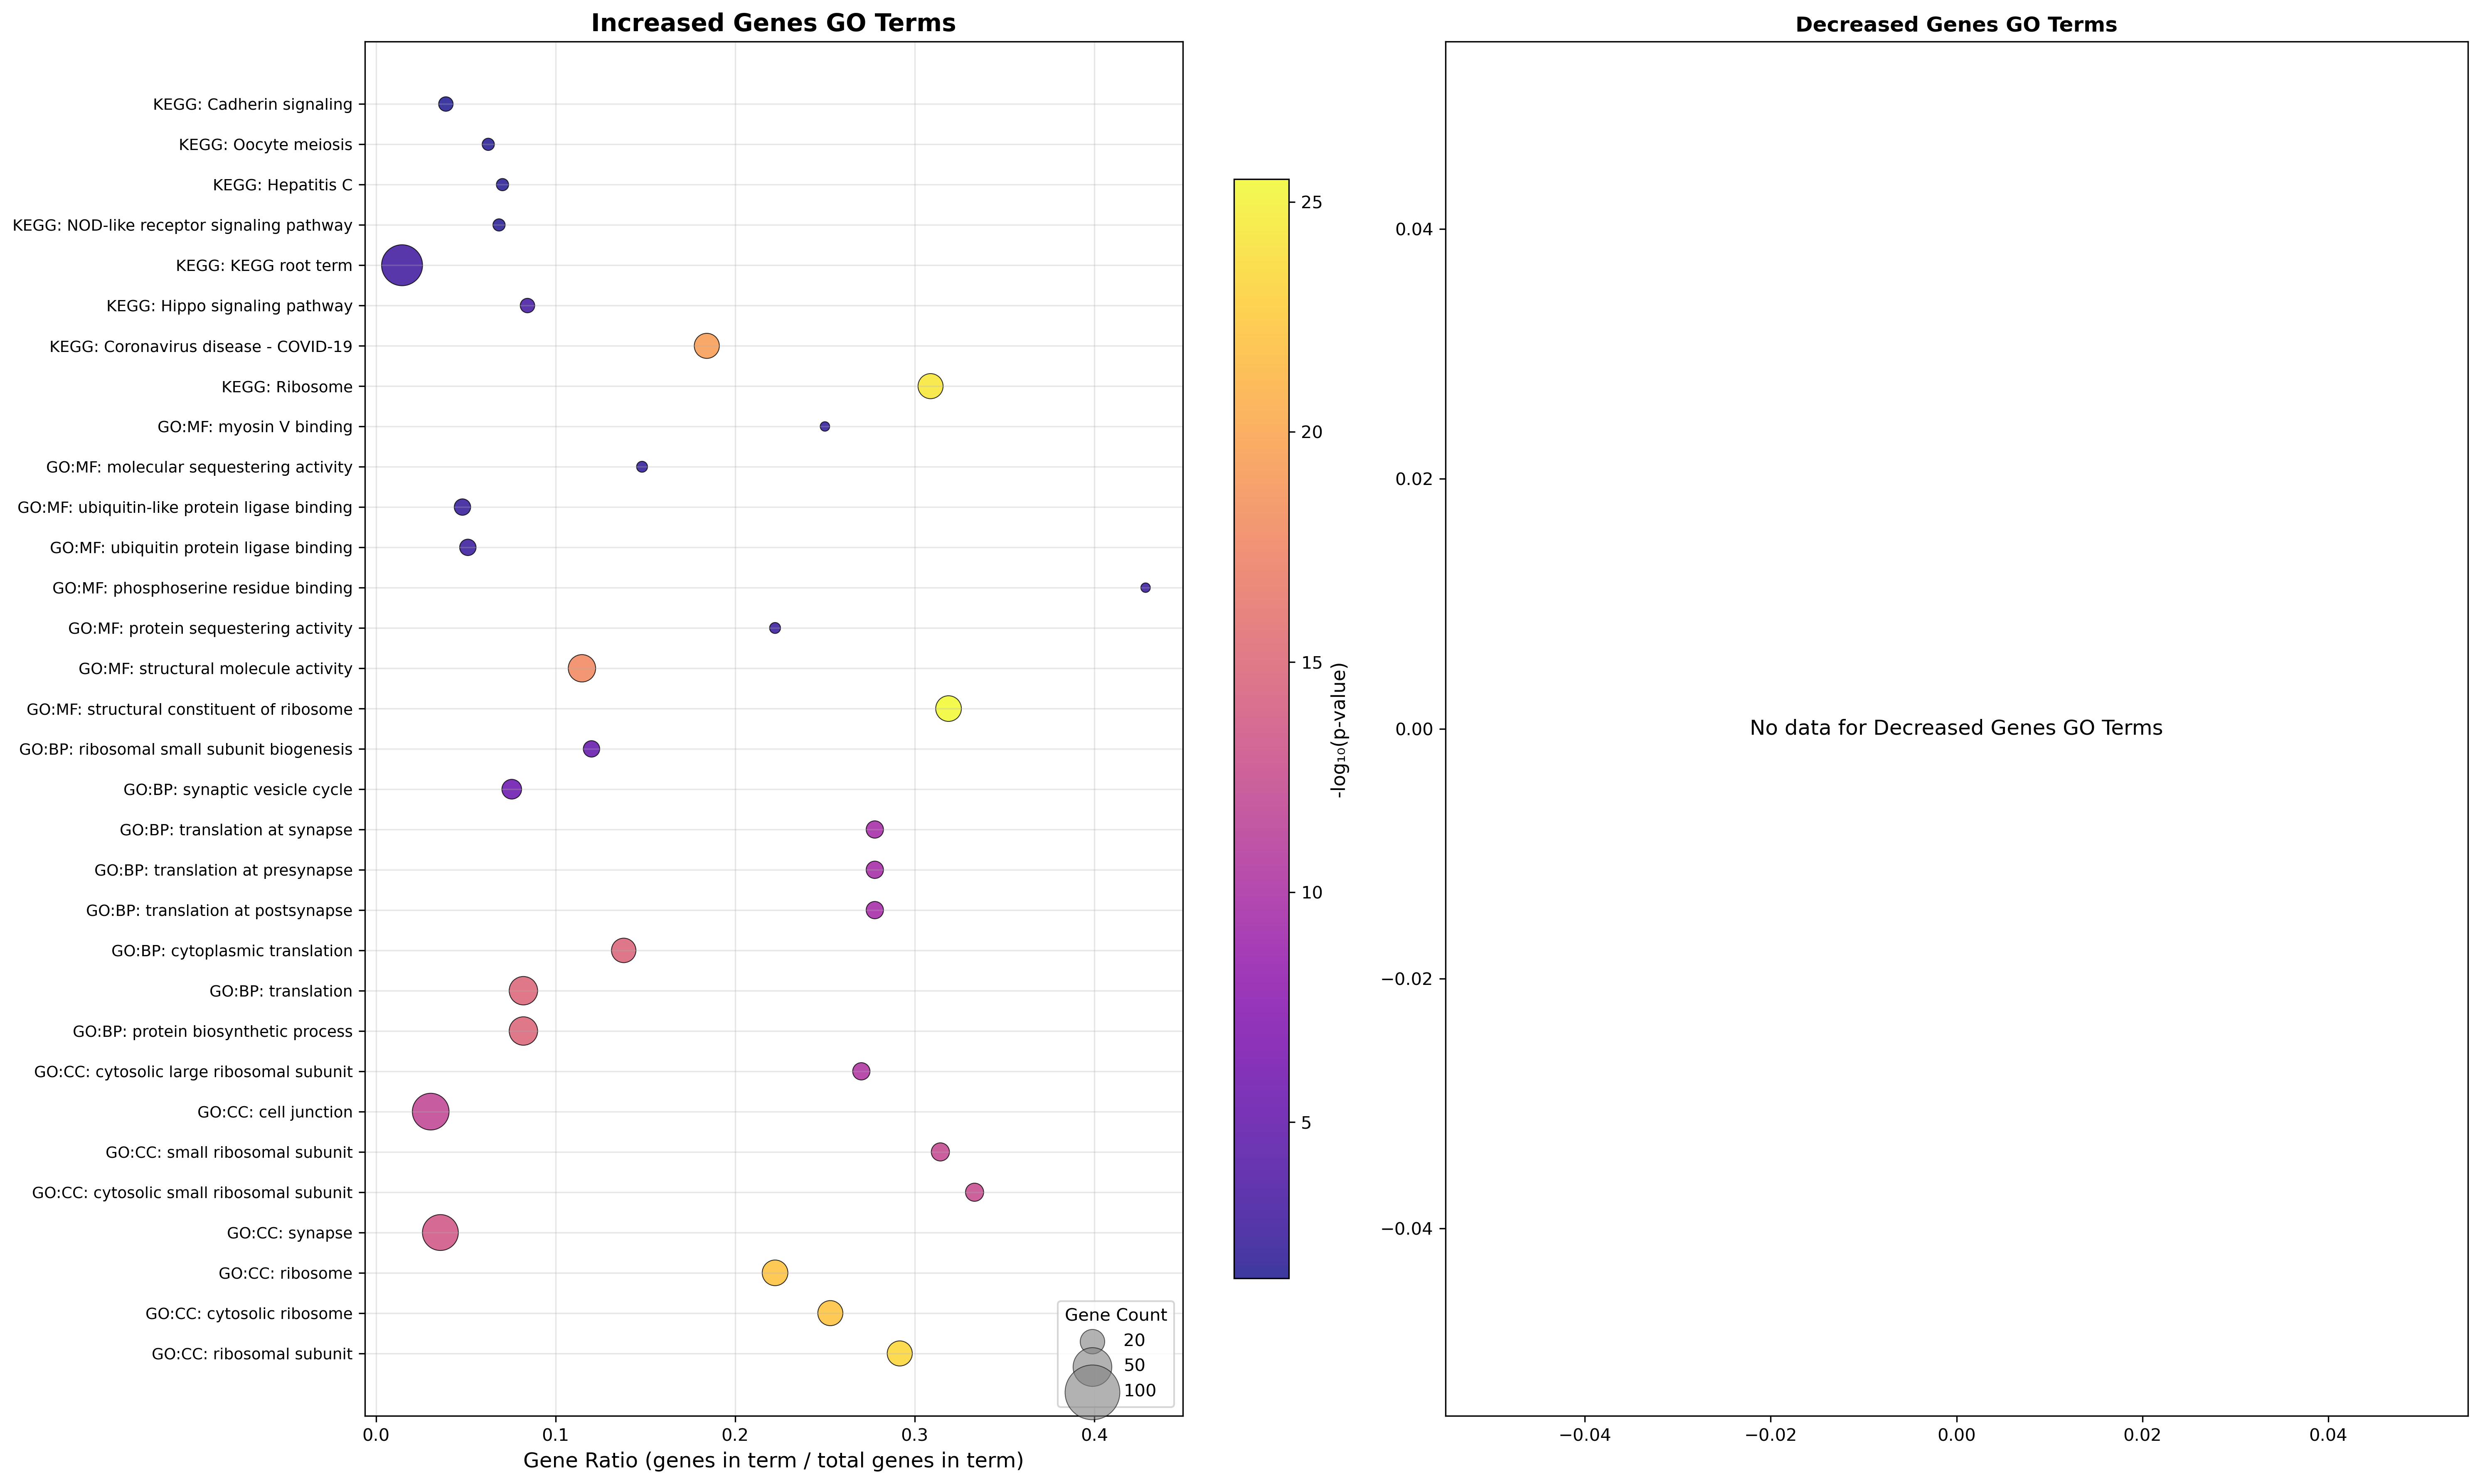 Increased Genes GO Terms
KEGG: Cadherin signaling
KEGG: Oocyte meiosis
KEGG: Hepatitis C
KEGG: NOD-like receptor signaling pathway
KEGG: KEGG root term
KEGG: Hippo signaling pathway
KEGG: Coronavirus disease - COVID-19
KEGG: Ribosome
GO:MF: myosin V binding
GO:MF: molecular sequestering activity
GO:MF: ubiquitin-like protein ligase binding
GO:MF: ubiquitin protein ligase binding
GO:MF: phosphoserine residue binding
GO:MF: protein sequestering activity
GO:MF: structural molecule activity
GO:MF: structural constituent of ribosome
GO:BP: ribosomal small subunit biogenesis
GO:BP: synaptic vesicle cycle
GO:BP: translation at synapse
GO:BP: translation at presynapse
GO:BP: translation at postsynapse
GO:BP: cytoplasmic translation
GO:BP: translation
GO:BP: protein biosynthetic process
GO:CC: cytosolic large ribosomal subunit
GO:CC: cell junction
GO:CC: small ribosomal subunit
GO:CC: cytosolic small ribosomal subunit
GO:CC: synapse
GO:CC: ribosome
GO:CC: cytosolic ribosome
GO:CC: ribosomal subunit
0.0 0.1 0.2 0.3 0.4
Gene Ratio (genes in term / total genes in term)
Gene Count
20
50
100
25
20
15
10
5
-log₁₀(p-value)
Decreased Genes GO Terms
0.04
0.02
0.00
−0.02
−0.04
No data for Decreased Genes GO Terms
−0.04 −0.02 0.00 0.02 0.04